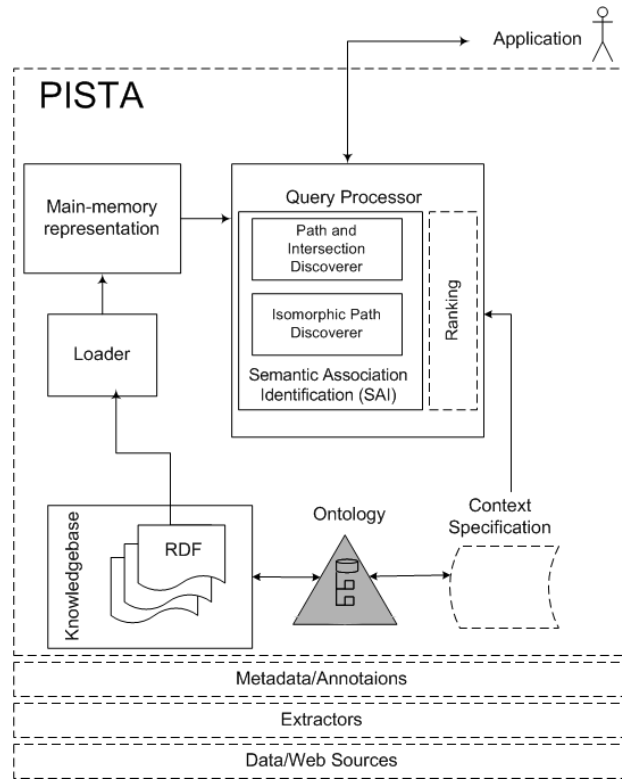 Application
PISTA
Main-memory
representation
Query Processor
Path and
Intersection
Discoverer
Isomorphic Path
Discoverer
Semantic Association
Identification (SAI)
Ranking
Loader
Knowledgebase
RDF
Ontology
Context
Specification
Metadata/Annotaions
Extractors
Data/Web Sources